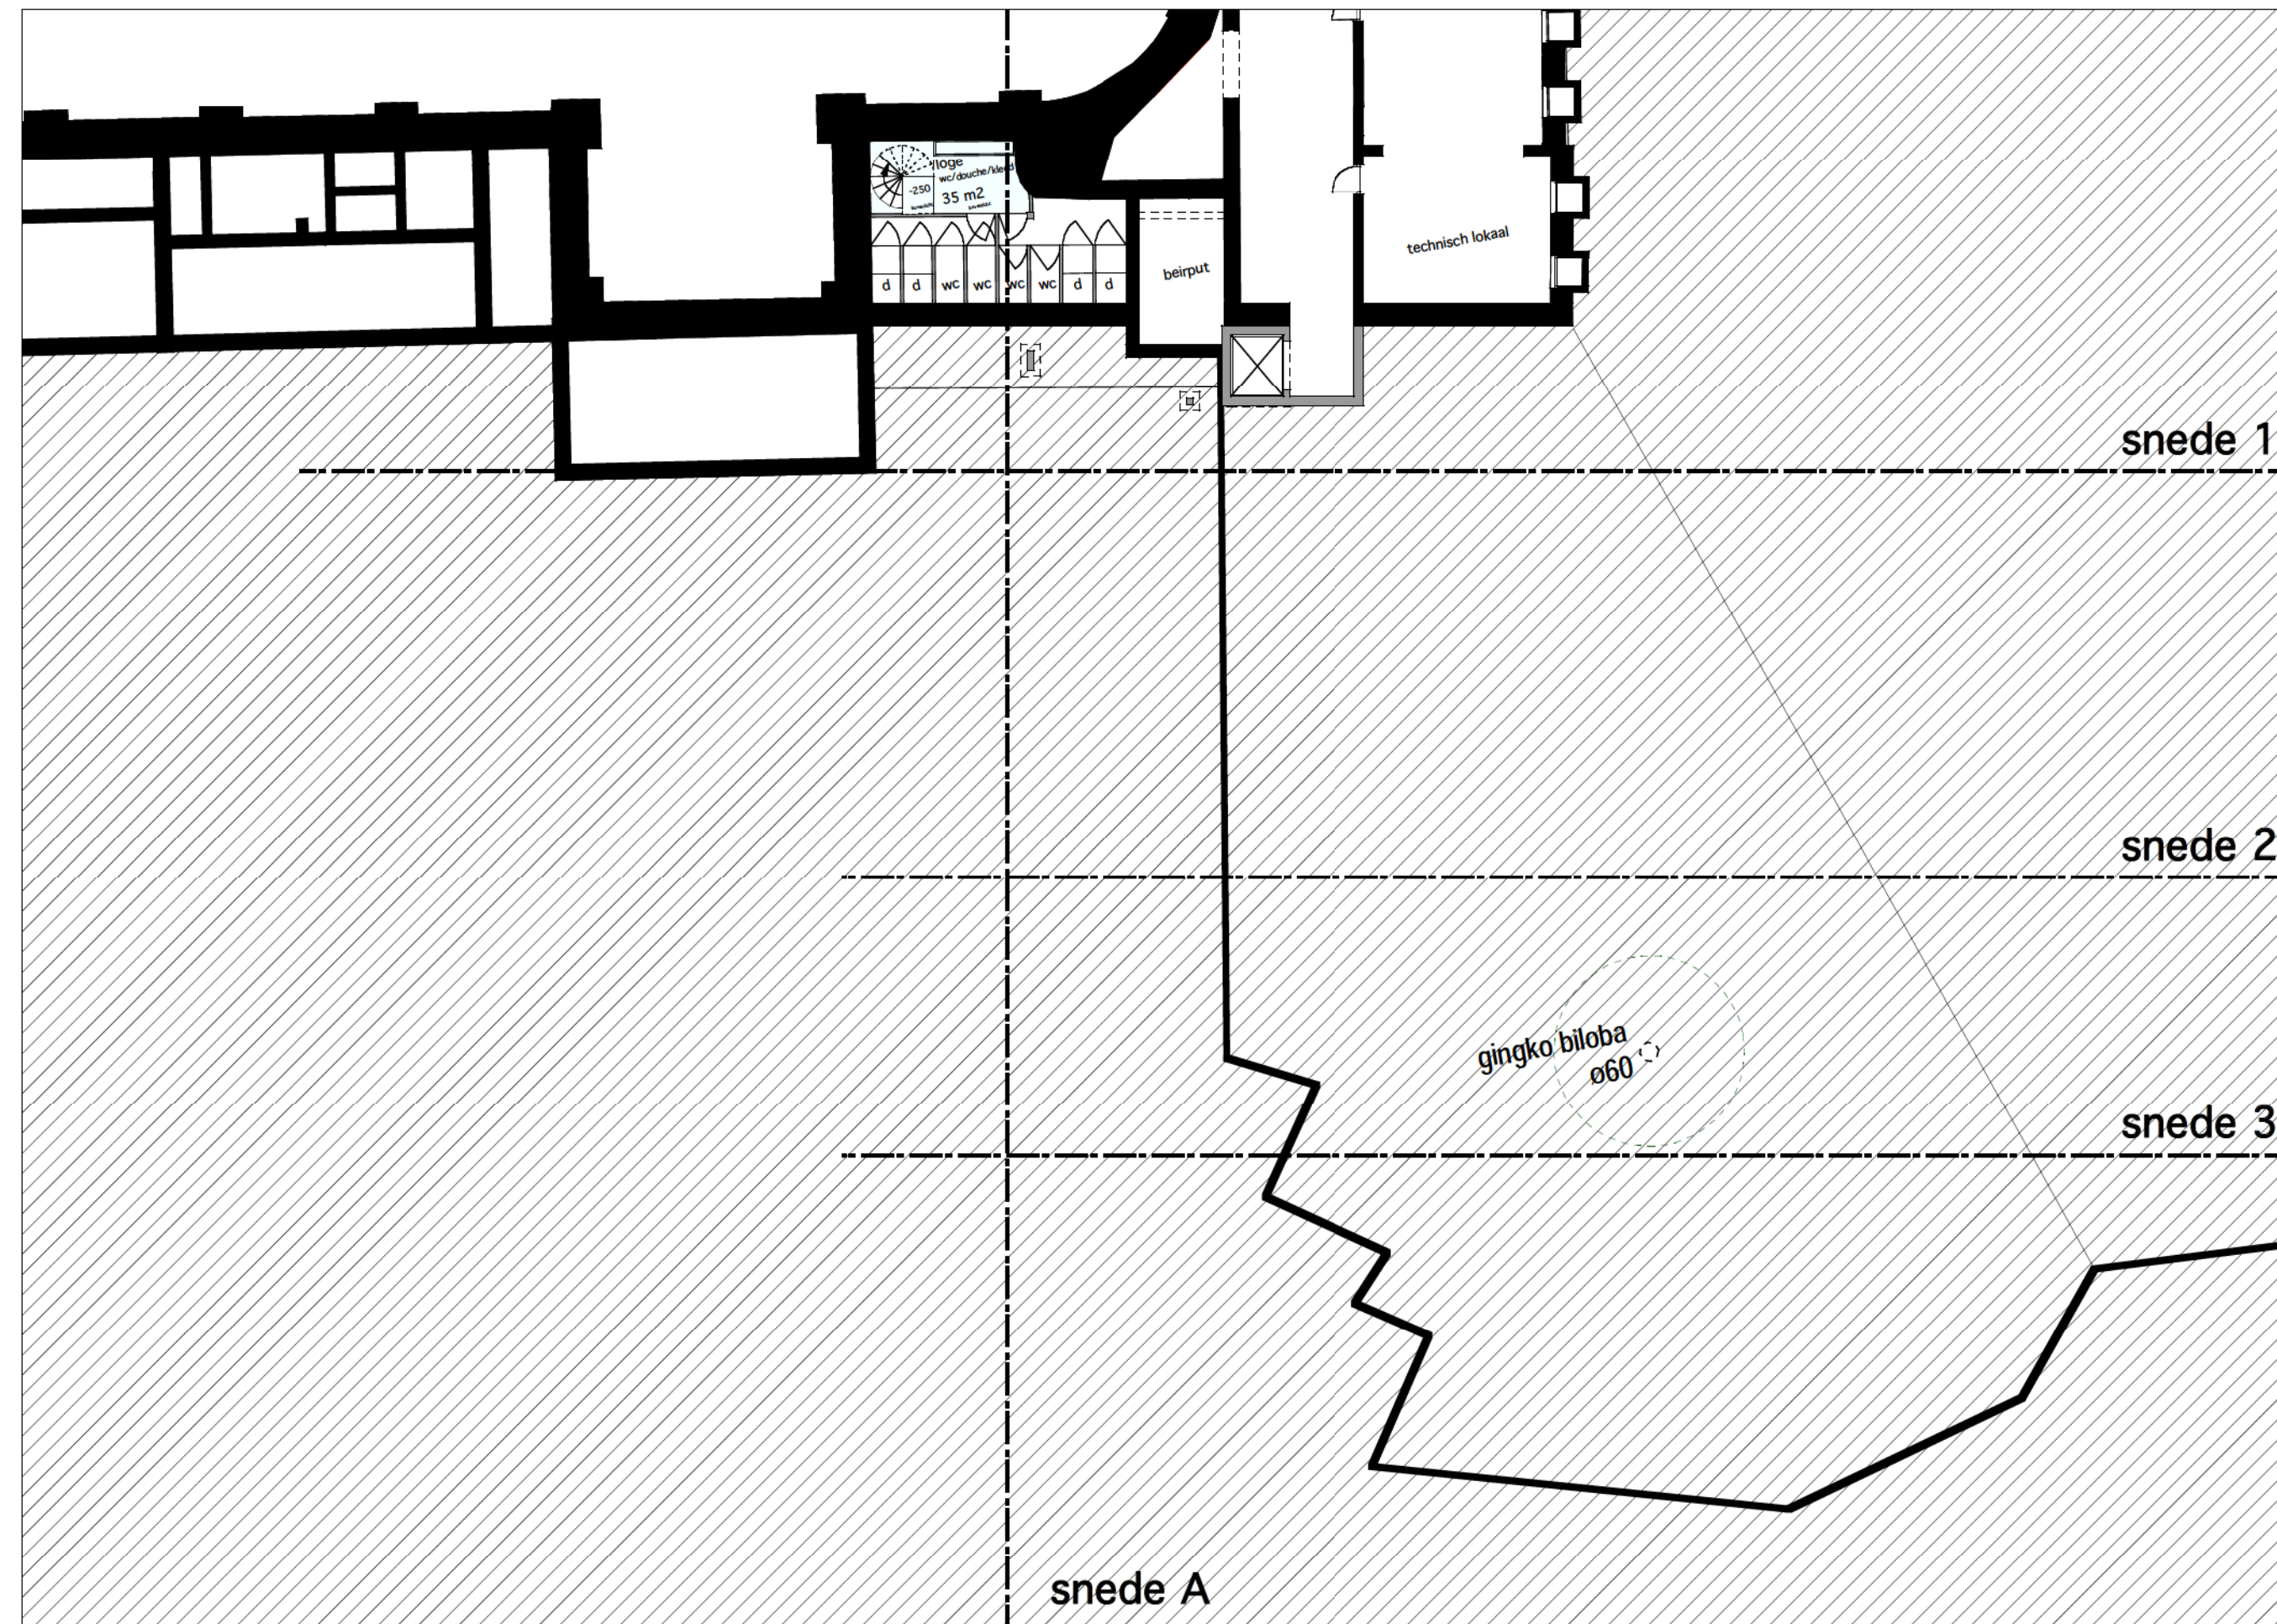 loge
wc/douche/kleed
-250
35 m2
d d wc wc wc wc d d
beirput
technisch lokaal
snede 1
snede 2
gingko biloba
ø60
snede 3
snede A